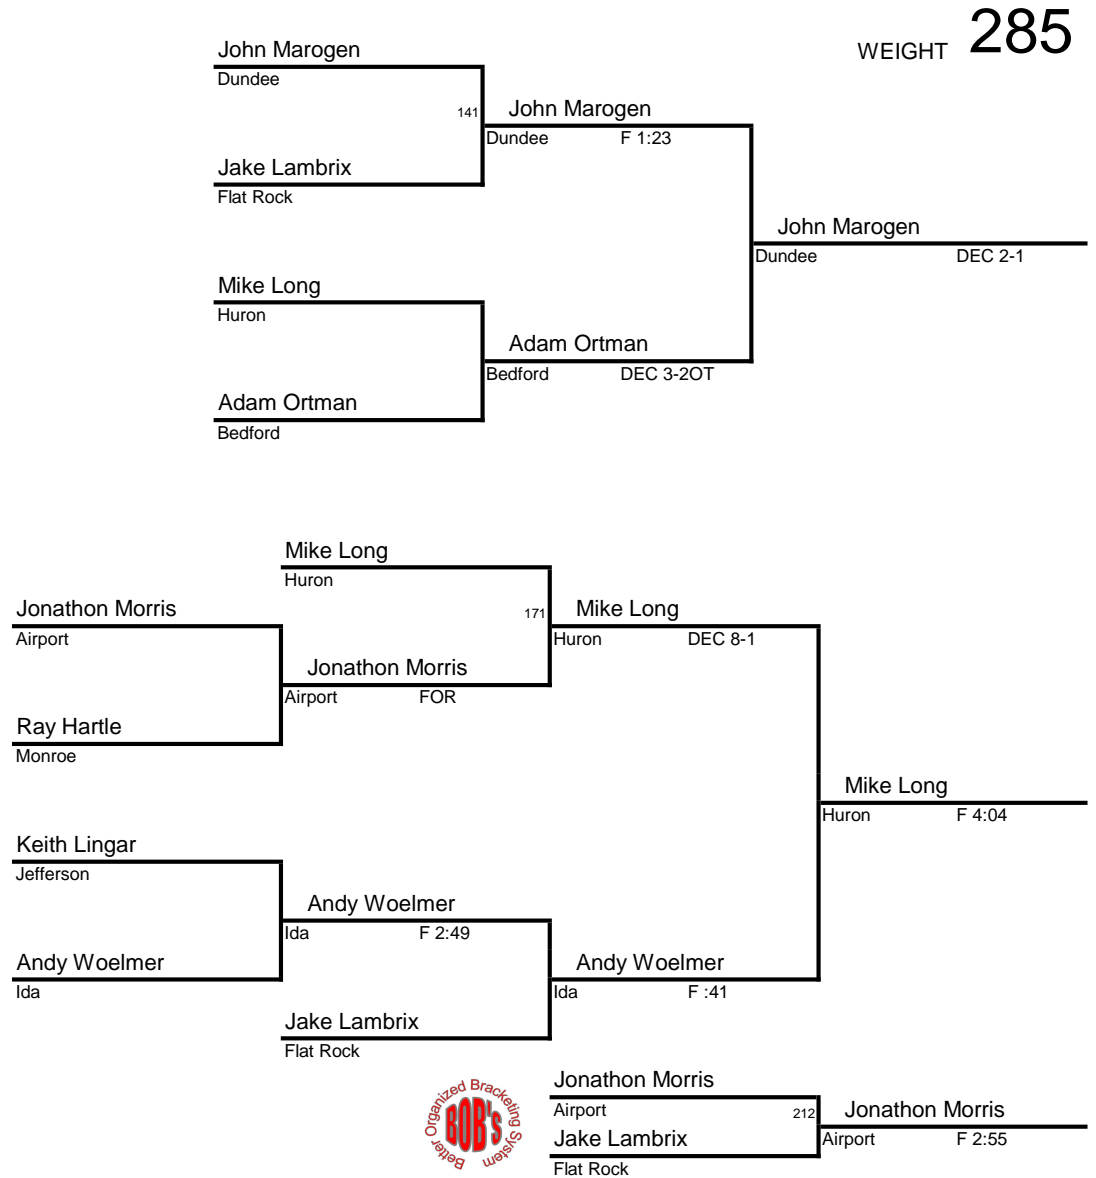 WEIGHT 285
John Marogen
Dundee
141 John Marogen
Dundee F 1:23
Jake Lambrix
Flat Rock
John Marogen
Dundee DEC 2-1
Mike Long
Huron
Adam Ortman
Bedford DEC 3-2OT
Adam Ortman
Bedford
Mike Long
Huron
Jonathon Morris
Airport
171 Mike Long
Huron DEC 8-1
Jonathon Morris
Airport FOR
Ray Hartle
Monroe
Mike Long
Huron F 4:04
Keith Lingar
Jefferson
Andy Woelmer
Ida F 2:49
Andy Woelmer
Ida
Andy Woelmer
Ida F :41
Jake Lambrix
Flat Rock
Jonathon Morris
Airport
212 Jonathon Morris
Airport F 2:55
Jake Lambrix
Flat Rock
Better Organized Bracketing System
BOB's